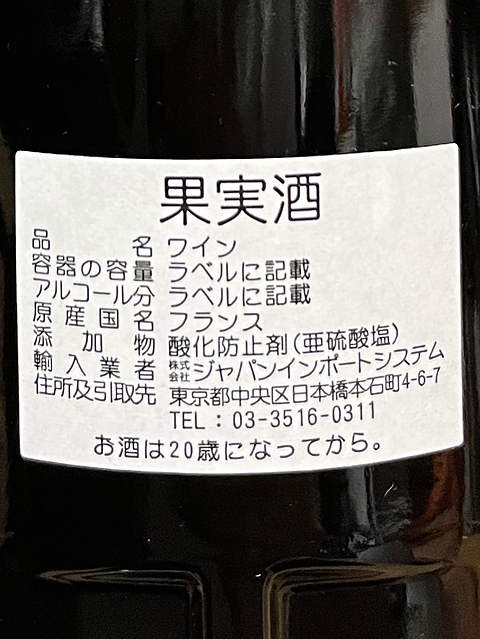 果実酒
品名 ワイン
容器の容量 ラベルに記載
アルコール分 ラベルに記載
原産国名 フランス
添加物 酸化防止剤(亜硫酸塩)
輸入業者 株式会社ジャパンインポートシステム
住所及引取先 東京都中央区日本橋本石町4-6-7
TEL:03-3516-0311
お酒は20歳になってから。